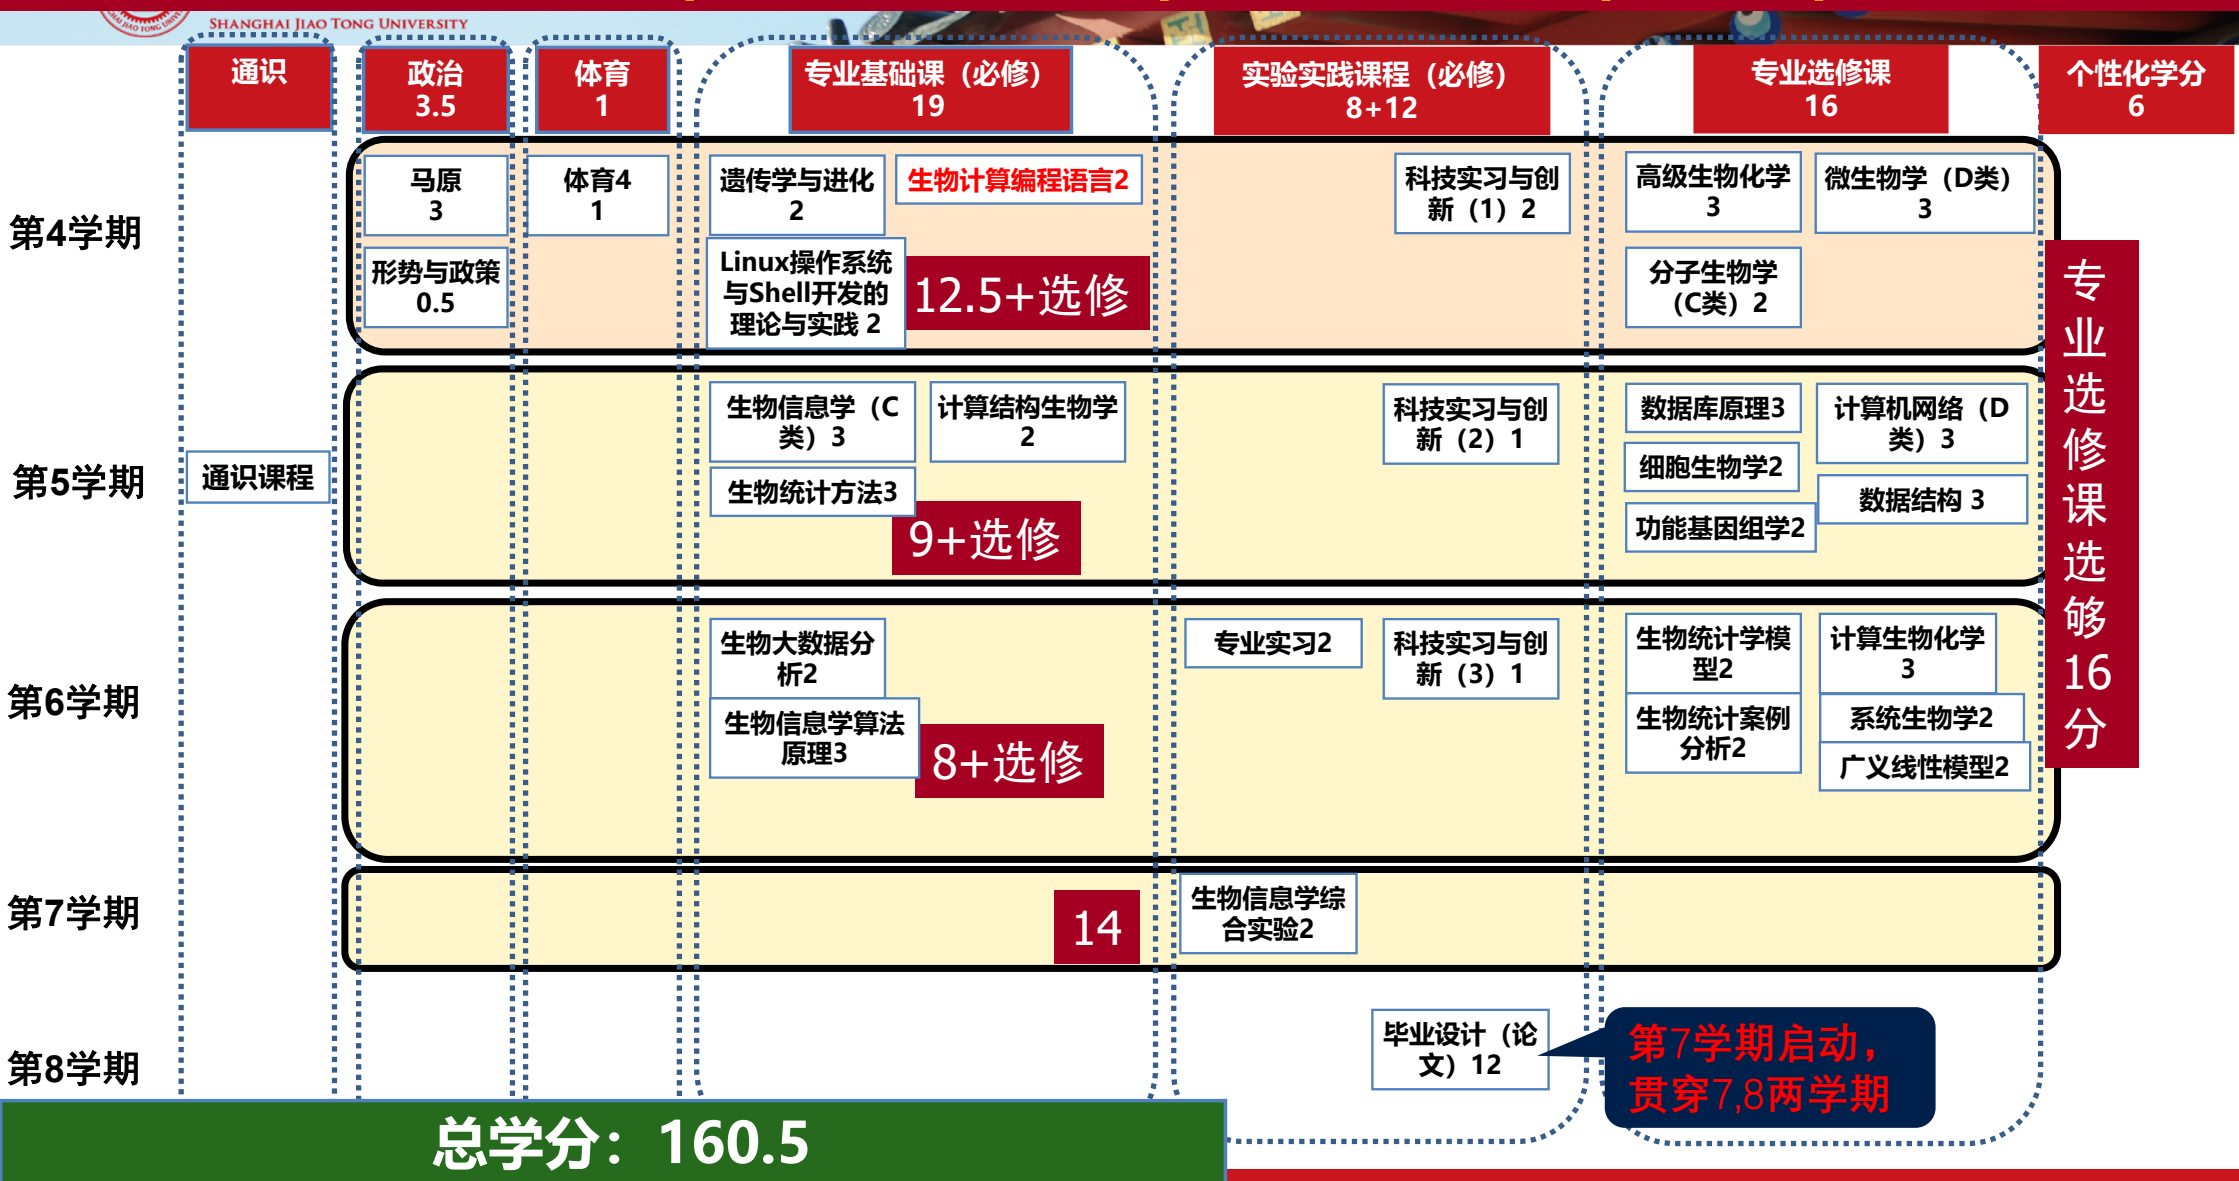 SHANGHAI JIAO TONG UNIVERSITY
通识
政治
3.5
体育
1
专业基础课（必修）
19
实验实践课程（必修）
8+12
专业选修课
16
个性化学分
6
第4学期
马原
3
形势与政策
0.5
体育4
1
遗传学与进化
2
生物计算编程语言2
Linux操作系统
与Shell开发的
理论与实践 2
12.5+选修
科技实习与创
新（1）2
高级生物化学
3
微生物学（D类）
3
分子生物学
（C类）2
专
业
选
修
课
选
够
16
分
第5学期
通识课程
生物信息学（C
类）3
计算结构生物学
2
生物统计方法3
9+选修
科技实习与创
新（2）1
数据库原理3
计算机网络（D
类）3
细胞生物学2
数据结构 3
功能基因组学2
第6学期
生物大数据分
析2
生物信息学算法
原理3
8+选修
专业实习2
科技实习与创
新（3）1
生物统计学模
型2
计算生物化学
3
生物统计案例
分析2
系统生物学2
广义线性模型2
第7学期
14
生物信息学综
合实验2
第8学期
毕业设计（论
文）12
第7学期启动，
贯穿7,8两学期
总学分：160.5